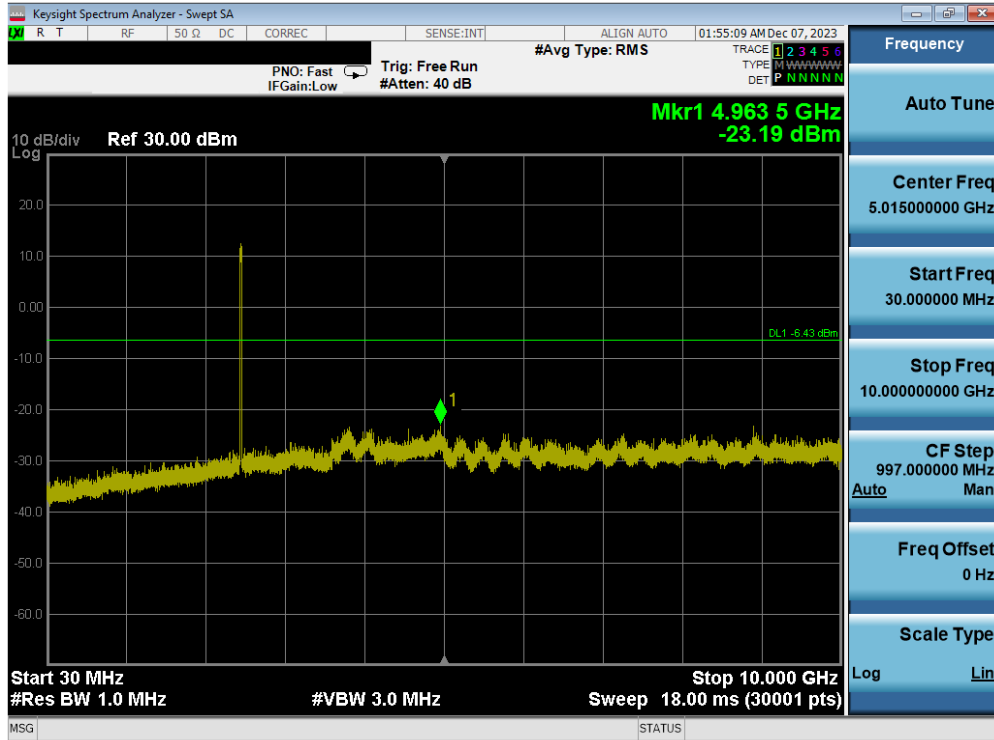 Keysight Spectrum Analyzer - Swept SA
LXI R T RF 50 Ω DC CORREC SENSE:INT ALIGN AUTO 01:55:09 AM Dec 07, 2023
Frequency
#Avg Type: RMS
TRACE 1 2 3 4 5 6
PNO: Fast
Trig: Free Run
TYPE M WWWWW
IFGain:Low
#Atten: 40 dB
DET P N N N N N
Auto Tune
Mkr1 4.963 5 GHz
-23.19 dBm
10 dB/div
Log
Ref 30.00 dBm
20.0
10.0
0.00
-10.0
-20.0
-30.0
-40.0
-50.0
-60.0
DL1 -6.43 dBm
1
Center Freq
5.015000000 GHz
Start Freq
30.000000 MHz
Stop Freq
10.000000000 GHz
CF Step
997.000000 MHz
Auto Man
Freq Offset
0 Hz
Scale Type
Log Lin
Start 30 MHz
Stop 10.000 GHz
#Res BW 1.0 MHz
#VBW 3.0 MHz
Sweep 18.00 ms (30001 pts)
MSG
STATUS